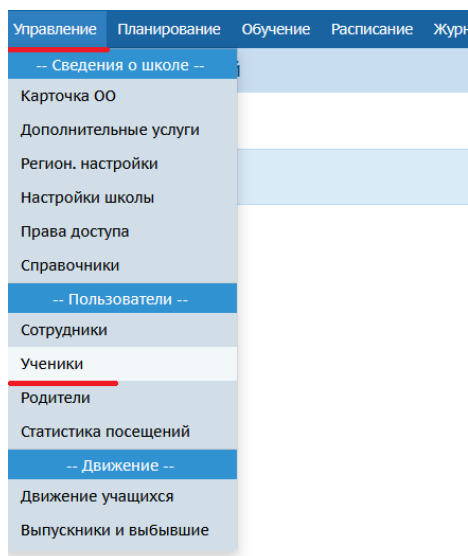 Управление Планирование Обучение Расписание Журн
-- Сведения о школе --
Карточка ОО
Дополнительные услуги
Регион. настройки
Настройки школы
Права доступа
Справочники
-- Пользователи --
Сотрудники
Ученики
Родители
Статистика посещений
-- Движение --
Движение учащихся
Выпускники и выбывшие